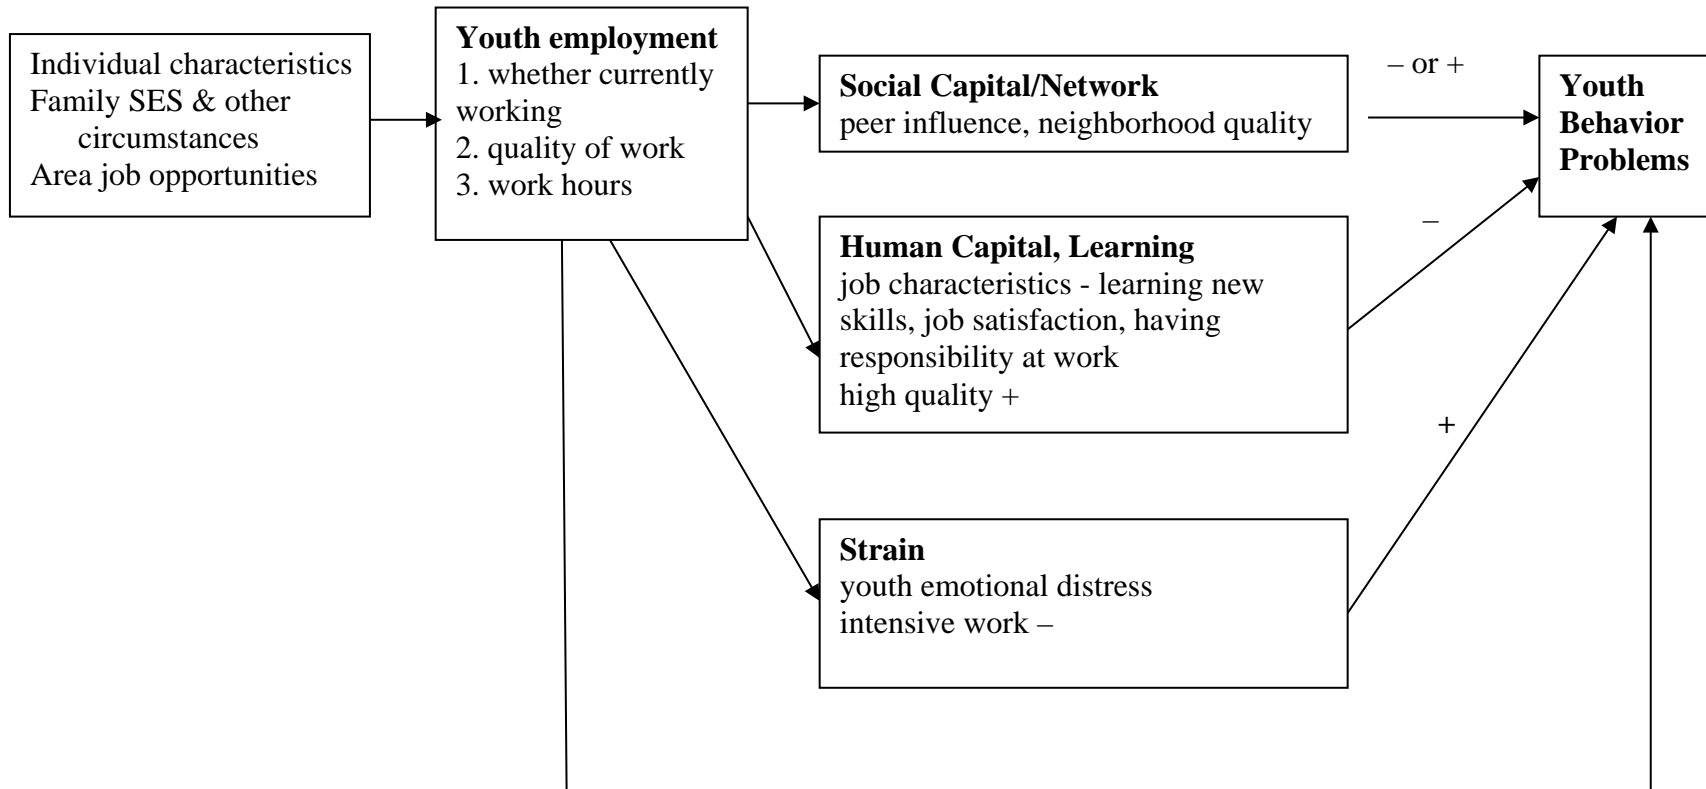 Individual characteristics
Family SES & other
circumstances
Area job opportunities
Youth employment
1. whether currently
working
2. quality of work
3. work hours
Social Capital/Network
peer influence, neighborhood quality
Human Capital, Learning
job characteristics - learning new
skills, job satisfaction, having
responsibility at work
high quality +
Strain
youth emotional distress
intensive work –
– or +
–
+
Youth
Behavior
Problems